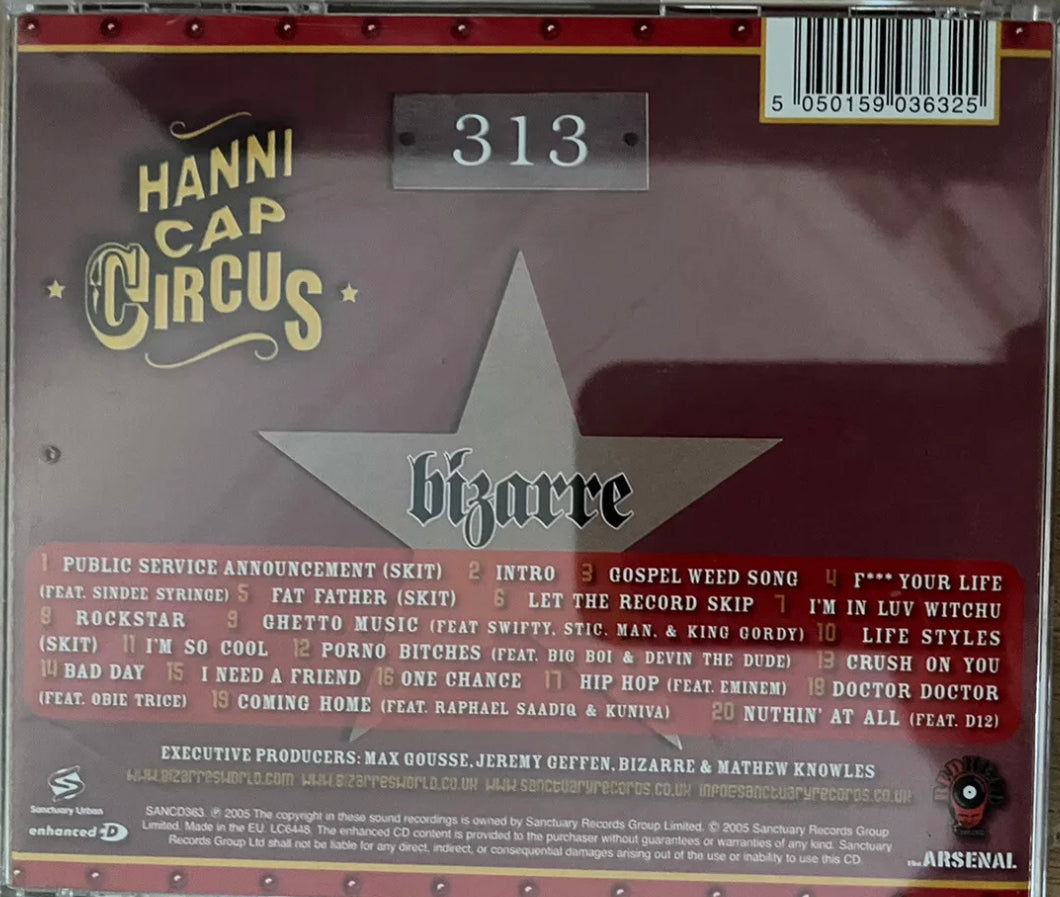 5 050159 036325
313
HANNI
CAP
CIRCUS
bizarre
1 PUBLIC SERVICE ANNOUNCEMENT (SKIT) 2 INTRO 3 GOSPEL WEED SONG 4 F*** YOUR LIFE
(FEAT. SINDEE SYRINGE) 5 FAT FATHER (SKIT) 6 LET THE RECORD SKIP 7 I'M IN LUV WITCHU
8 ROCKSTAR 9 GHETTO MUSIC (FEAT SWIFTY, STIC. MAN, & KING GORDY) 10 LIFE STYLES
(SKIT) 11 I'M SO COOL 12 PORNO BITCHES (FEAT. BIG BOI & DEVIN THE DUDE) 13 CRUSH ON YOU
14 BAD DAY 15 I NEED A FRIEND 16 ONE CHANCE 17 HIP HOP (FEAT. EMINEM) 18 DOCTOR DOCTOR
(FEAT. OBIE TRICE) 19 COMING HOME (FEAT. RAPHAEL SAADIQ & KUNIVA) 20 NUTHIN' AT ALL (FEAT. D12)
EXECUTIVE PRODUCERS: MAX GOUSSE, JEREMY GEFFEN, BIZARRE & MATHEW KNOWLES
www.bizarresworld.com www.bizarresworld.co.uk www.sanctuaryrecords.co.uk info@sanctuaryrecords.co.uk
Sanctuary Urban
enhanced CD
SANCD363. ℗ 2005 The copyright in these sound recordings is owned by Sanctuary Records Group Limited. © 2005 Sanctuary Records Group
Limited. Made in the EU. LC6448. The enhanced CD content is provided to the purchaser without guarantees or warranties of any kind. Sanctuary
Records Group Ltd shall not be liable for any direct, indirect, or consequential damages arising out of the use or inability to use this CD.
REDHEAD
the ARSENAL